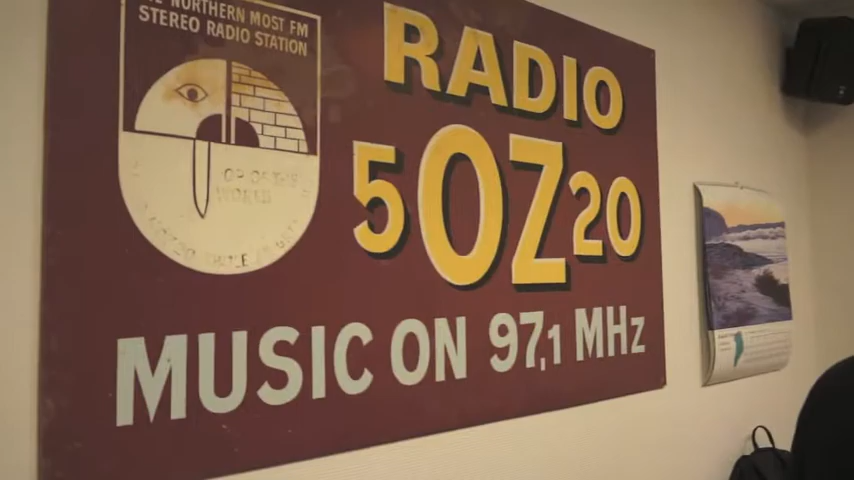 NORTHERN MOST FM
STEREO RADIO STATION
RADIO
5OZ20
MUSIC ON 97,1 MHz